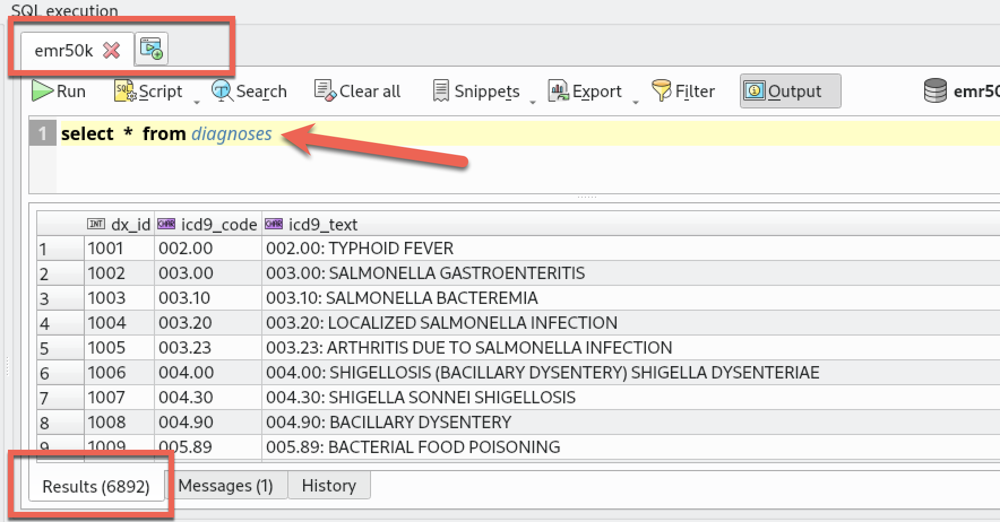 SQL execution
emr50k
Run Script Search Clear all Snippets Export Filter Output emr50
1 select * from diagnoses
INT dx_id CHAR icd9_code CHAR icd9_text
1 1001 002.00 002.00: TYPHOID FEVER
2 1002 003.00 003.00: SALMONELLA GASTROENTERITIS
3 1003 003.10 003.10: SALMONELLA BACTEREMIA
4 1004 003.20 003.20: LOCALIZED SALMONELLA INFECTION
5 1005 003.23 003.23: ARTHRITIS DUE TO SALMONELLA INFECTION
6 1006 004.00 004.00: SHIGELLOSIS (BACILLARY DYSENTERY) SHIGELLA DYSENTERIAE
7 1007 004.30 004.30: SHIGELLA SONNEI SHIGELLOSIS
8 1008 004.90 004.90: BACILLARY DYSENTERY
9 1009 005.89 005.89: BACTERIAL FOOD POISONING
Results (6892) Messages (1) History